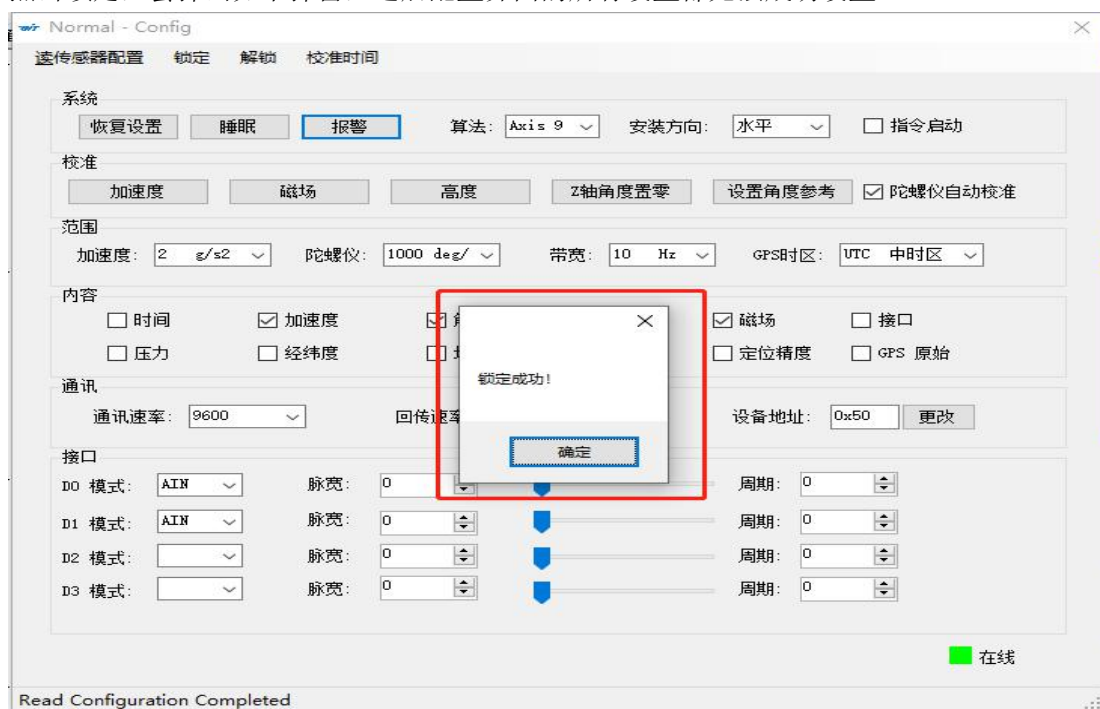 Normal - Config
读传感器配置 锁定 解锁 校准时间
系统
恢复设置 睡眠 报警 算法: Axis 9 安装方向: 水平 指令启动
校准
加速度 磁场 高度 Z轴角度置零 设置角度参考 陀螺仪自动校准
范围
加速度: 2 g/s2 陀螺仪: 1000 deg/ 带宽: 10 Hz GPS时区: UTC 中时区
内容
时间 加速度 磁场 接口
压力 经纬度 定位精度 GPS 原始
锁定成功!
确定
通讯
通讯速率: 9600 回传速率 设备地址: 0x50 更改
接口
D0 模式: AIN 脉宽: 0 周期: 0
D1 模式: AIN 脉宽: 0 周期: 0
D2 模式: 脉宽: 0 周期: 0
D3 模式: 脉宽: 0 周期: 0
在线
Read Configuration Completed